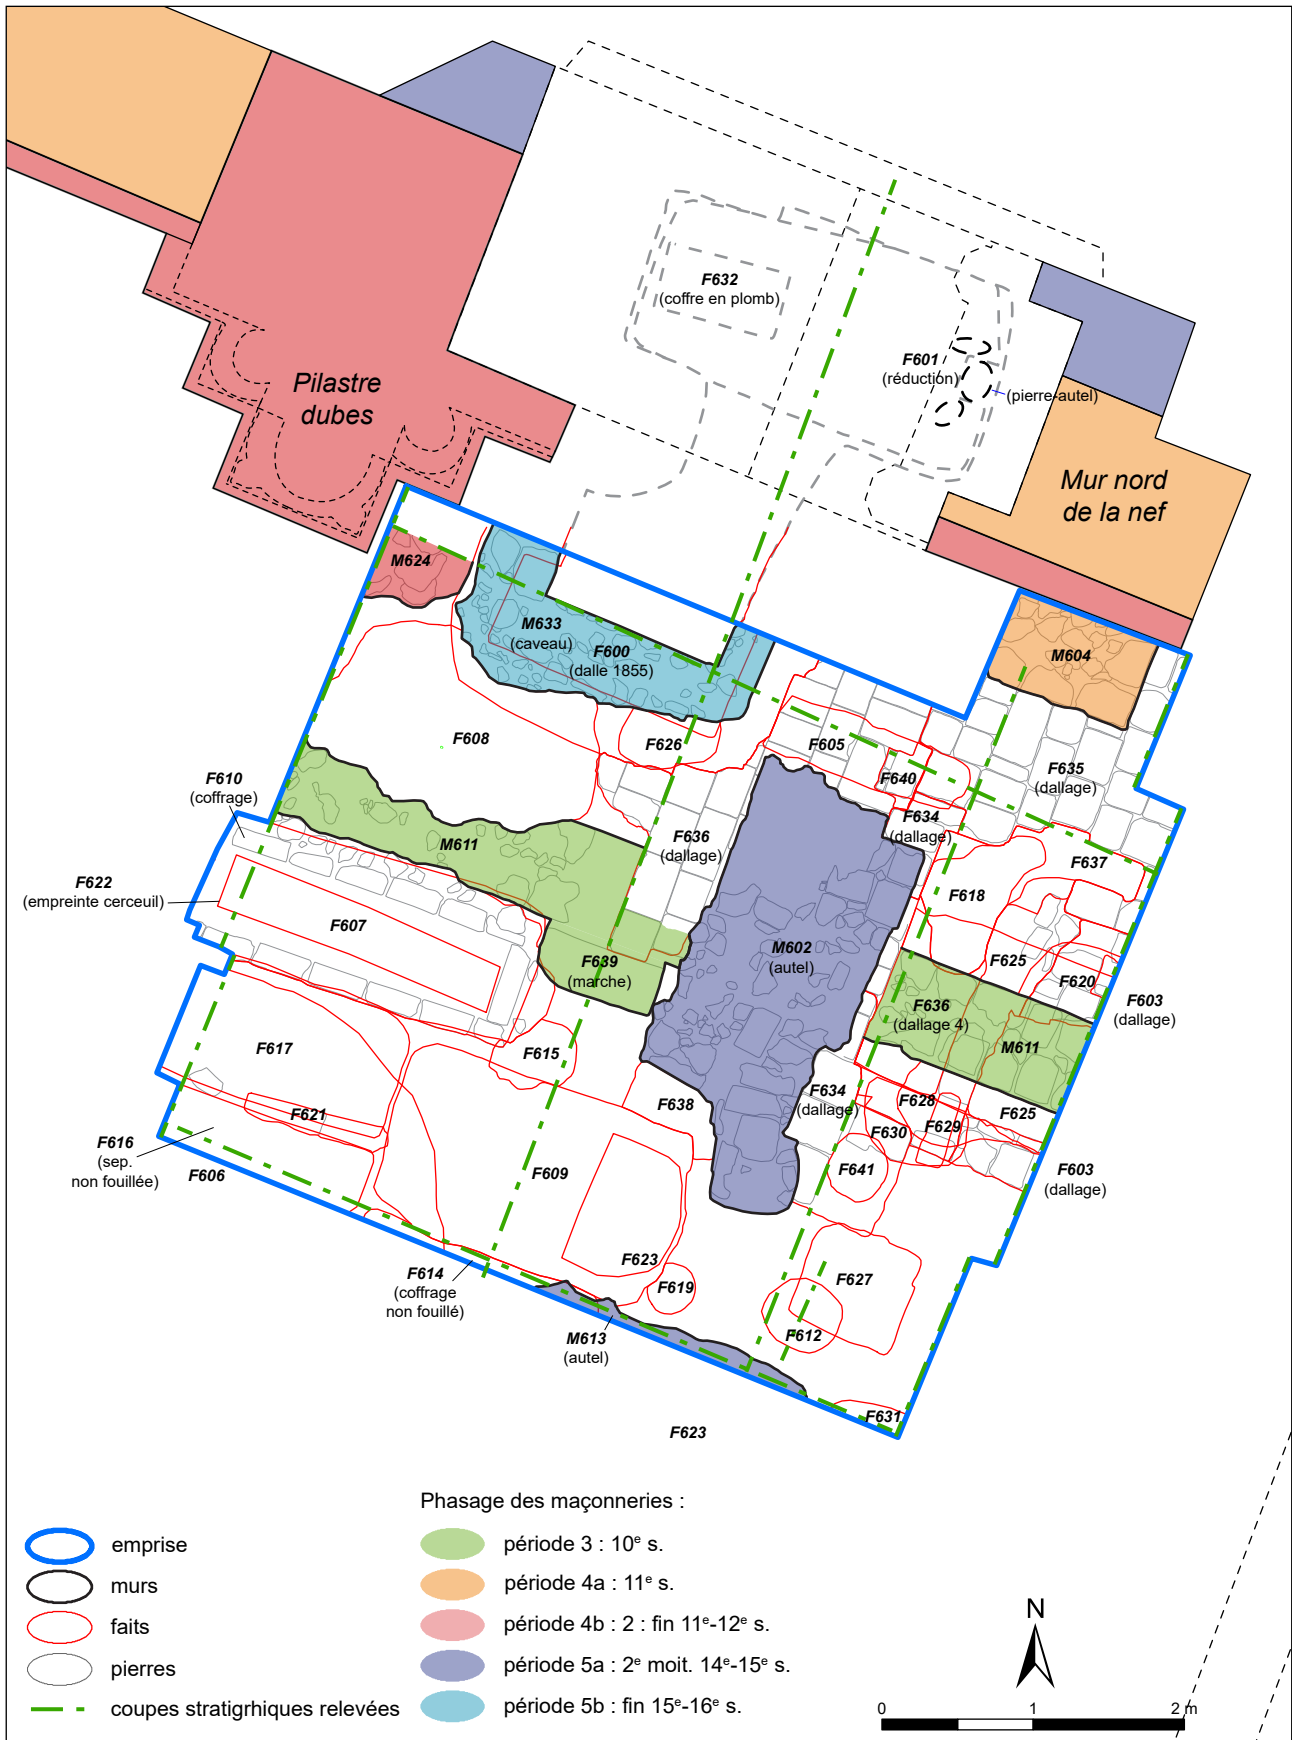 F632
(coffre en plomb)
F601
(réduction)
(pierre-autel)
Pilastre
dubes
Mur nord
de la nef
M624
M633
(caveau)
F600
(dalle 1855)
M604
F608
F626
F605
F640
F635
(dallage)
F610
(coffrage)
F634
(dallage)
F636
(dallage)
M611
F637
F622
(empreinte cerceuil)
F618
F607
M602
(autel)
F625
F639
(marche)
F620
F603
(dallage)
F636
(dallage 4)
M611
F617
F615
F621
F638
F634
(dallage)
F628
F625
F630
F629
F616
(sep.
non fouillée)
F606
F609
F641
F603
(dallage)
F623
F614
(coffrage
non fouillé)
F619
F627
F612
M613
(autel)
F631
F623
Phasage des maçonneries :
emprise
murs
faits
pierres
coupes stratigrhiques relevées
période 3 : 10e s.
période 4a : 11e s.
période 4b : 2 : fin 11e-12e s.
période 5a : 2e moit. 14e-15e s.
période 5b : fin 15e-16e s.
N
0 1 2 m